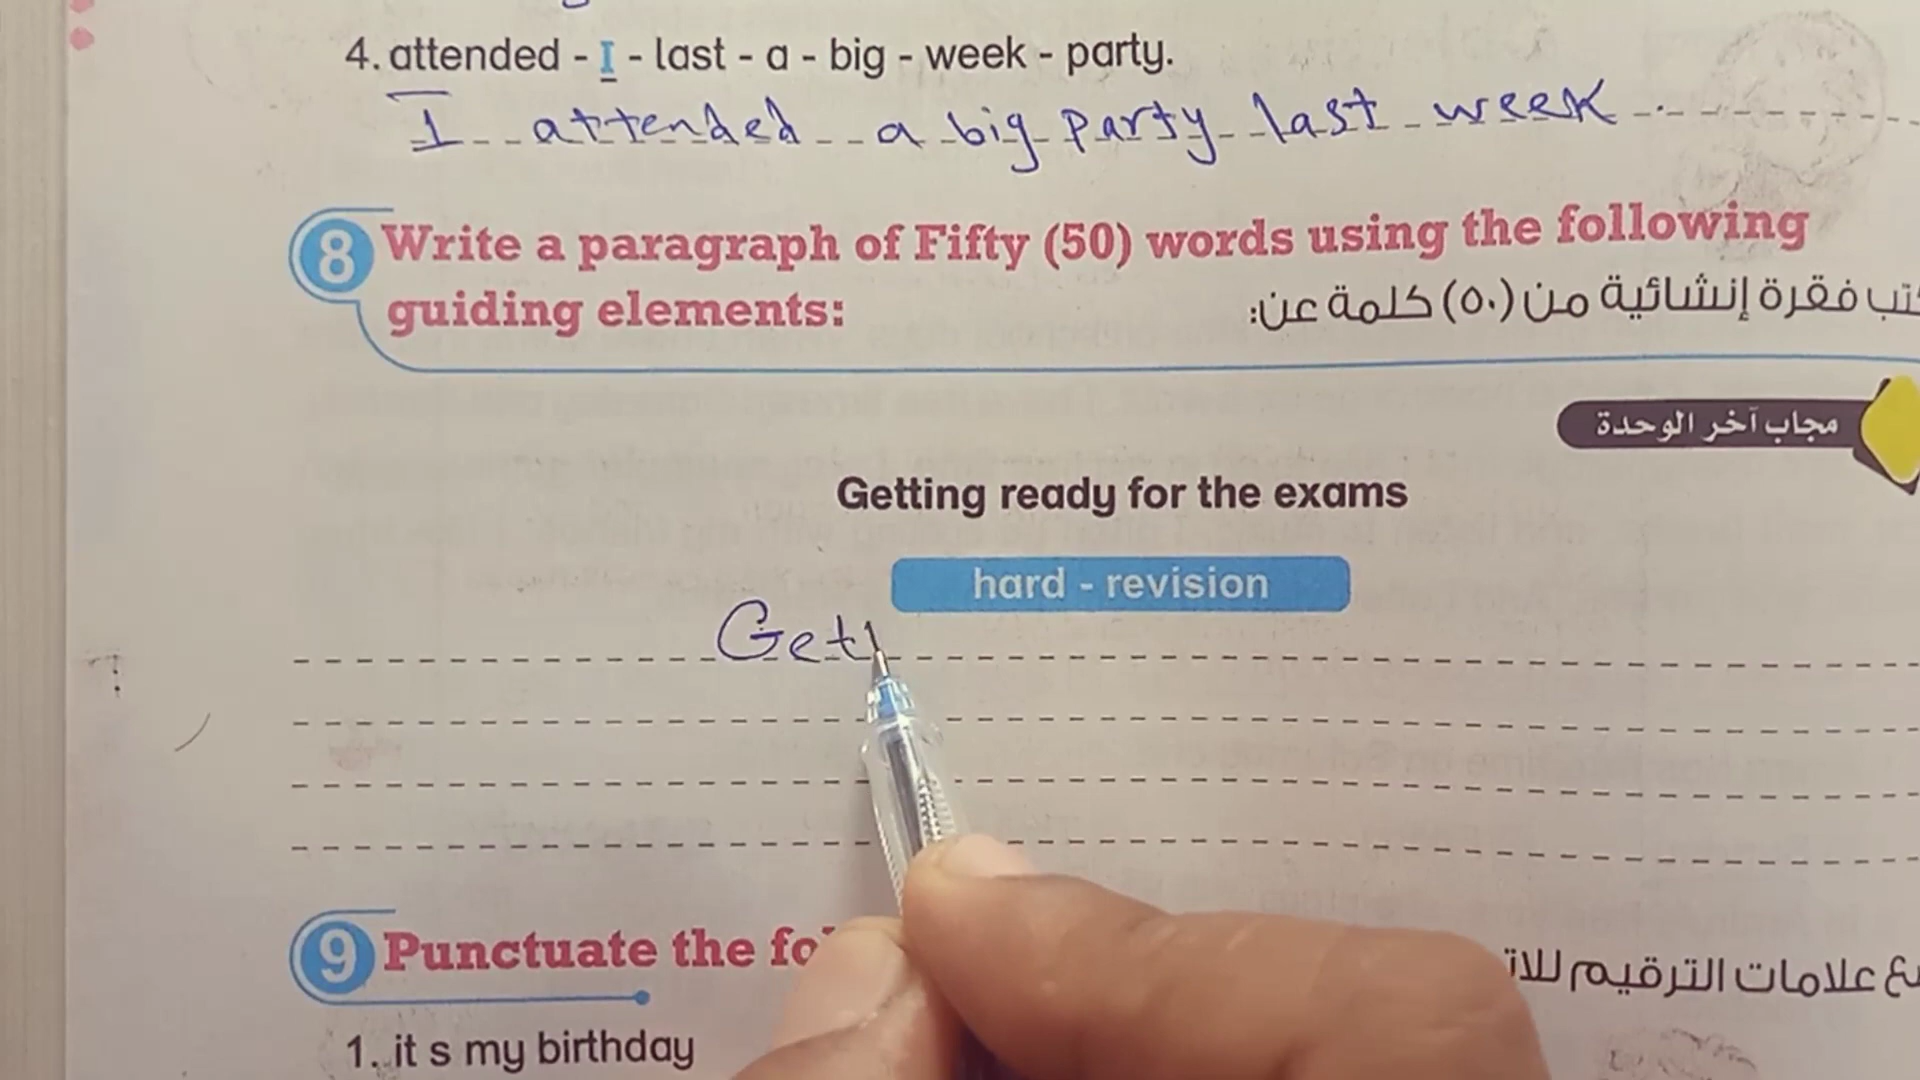 4. attended - I - last - a - big - week - party.
I attended a big party last week
8 Write a paragraph of Fifty (50) words using the following
guiding elements:
كتب فقرة إنشائية من (٥٠) كلمة عن:
مجاب آخر الوحدة
Getting ready for the exams
hard - revision
Get
9 Punctuate the
علامات الترقيم
1. it s my birthday